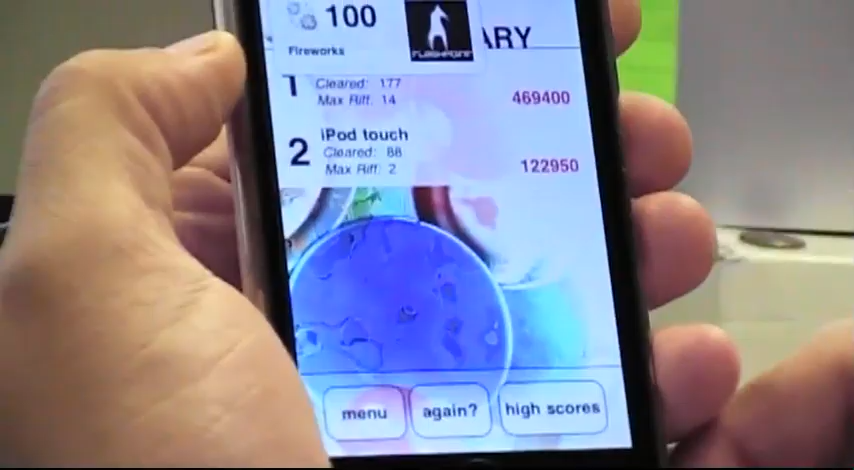 100
ARY
Fireworks
FLASHPOINT
1
Cleared: 177
Max Riff: 14
469400
iPod touch
2
Cleared: 88
Max Riff: 2
122950
menu
again?
high scores